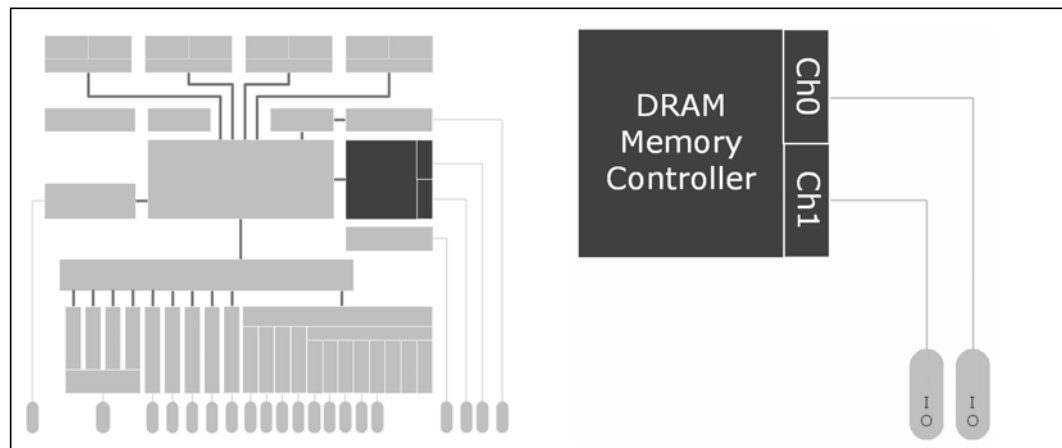 DRAM
Memory
Controller
Ch0
Ch1
I
O
I
O